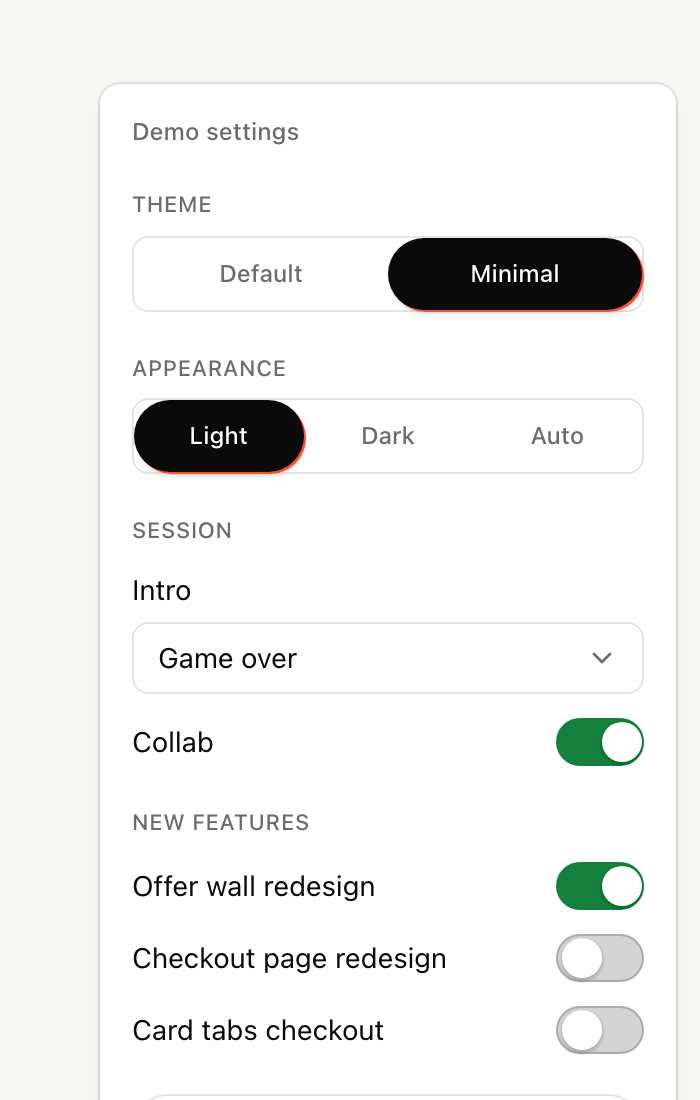 Demo settings
THEME
Default Minimal
APPEARANCE
Light Dark Auto
SESSION
Intro
Game over
Collab
NEW FEATURES
Offer wall redesign
Checkout page redesign
Card tabs checkout